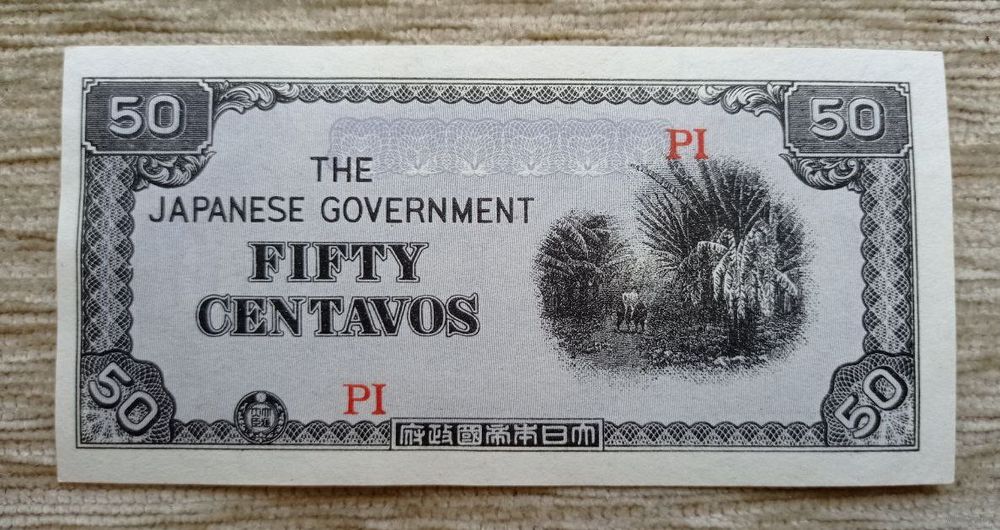 50
50
PI
THE
JAPANESE GOVERNMENT
FIFTY
CENTAVOS
PI
50
50
大日本帝國政府